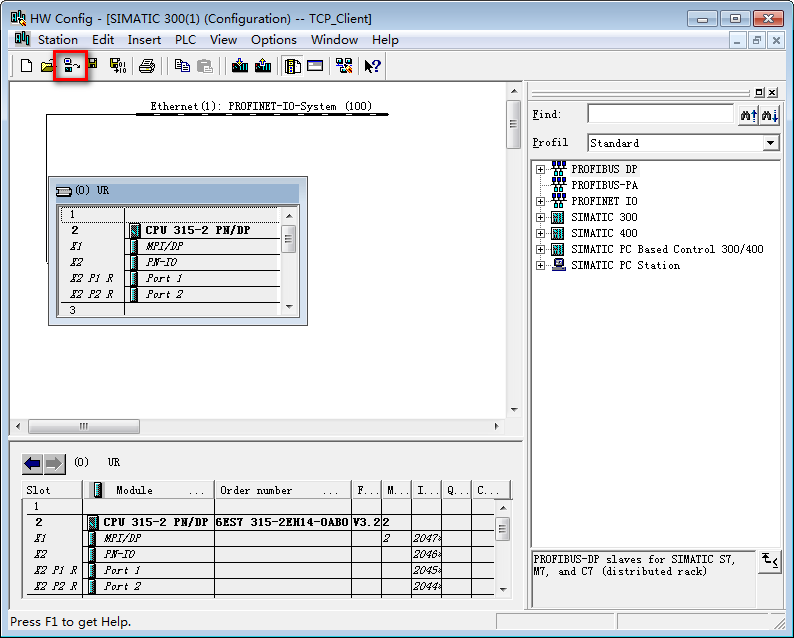 HW Config - [SIMATIC 300(1) (Configuration) -- TCP_Client]
Station Edit Insert PLC View Options Window Help
Ethernet(1): PROFINET-IO-System (100)
(0) UR
1
2 CPU 315-2 PN/DP
X1 MPI/DP
X2 PN-IO
X2 P1 R Port 1
X2 P2 R Port 2
3
Find:
Profil Standard
PROFIBUS DP
PROFIBUS-PA
PROFINET IO
SIMATIC 300
SIMATIC 400
SIMATIC PC Based Control 300/400
SIMATIC PC Station
(0) UR
Slot Module ... Order number ... F... M... I... Q... C...
1
2 CPU 315-2 PN/DP 6ES7 315-2EH14-0AB0 V3.2 2
X1 MPI/DP 2 2047*
X2 PN-IO 2046*
X2 P1 R Port 1 2045*
X2 P2 R Port 2 2044*
PROFIBUS-DP slaves for SIMATIC S7,
M7, and C7 (distributed rack)
Press F1 to get Help.